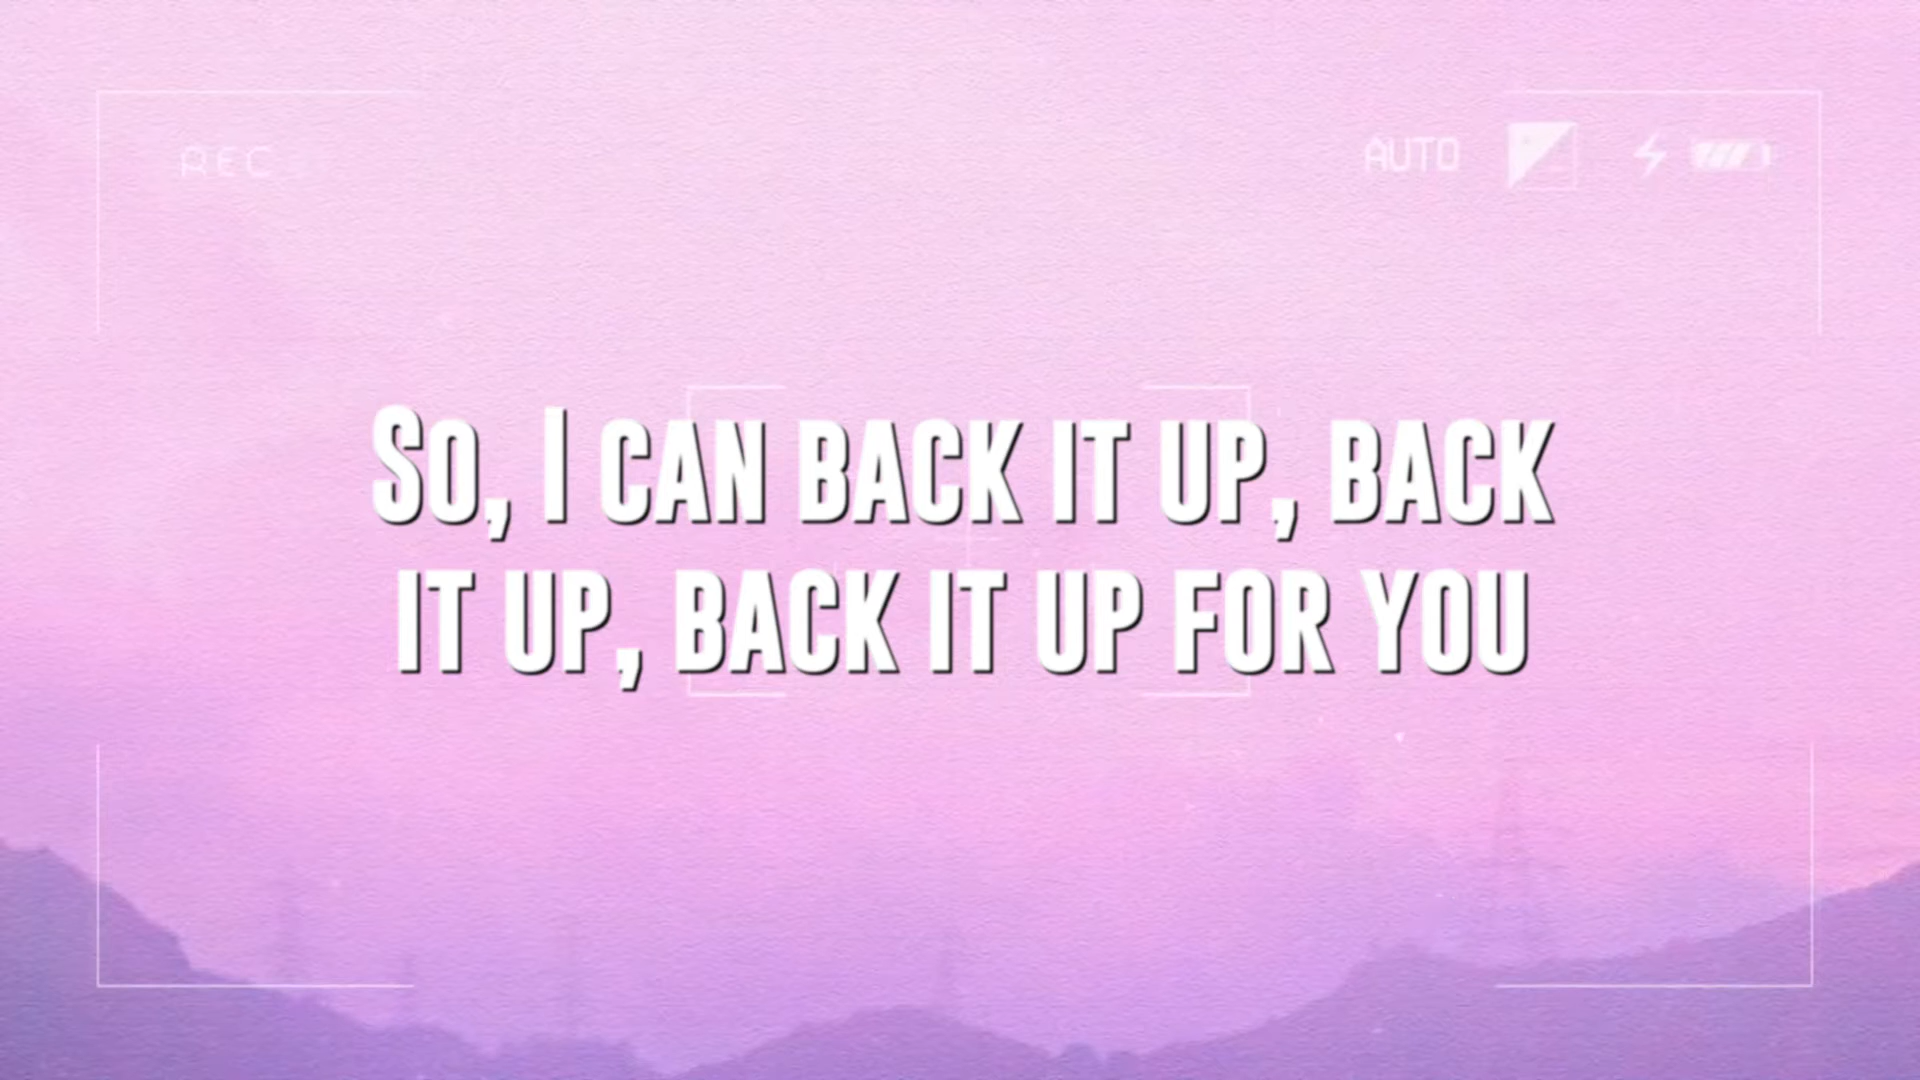 REC
AUTO
So, I CAN BACK IT UP, BACK
IT UP, BACK IT UP FOR YOU